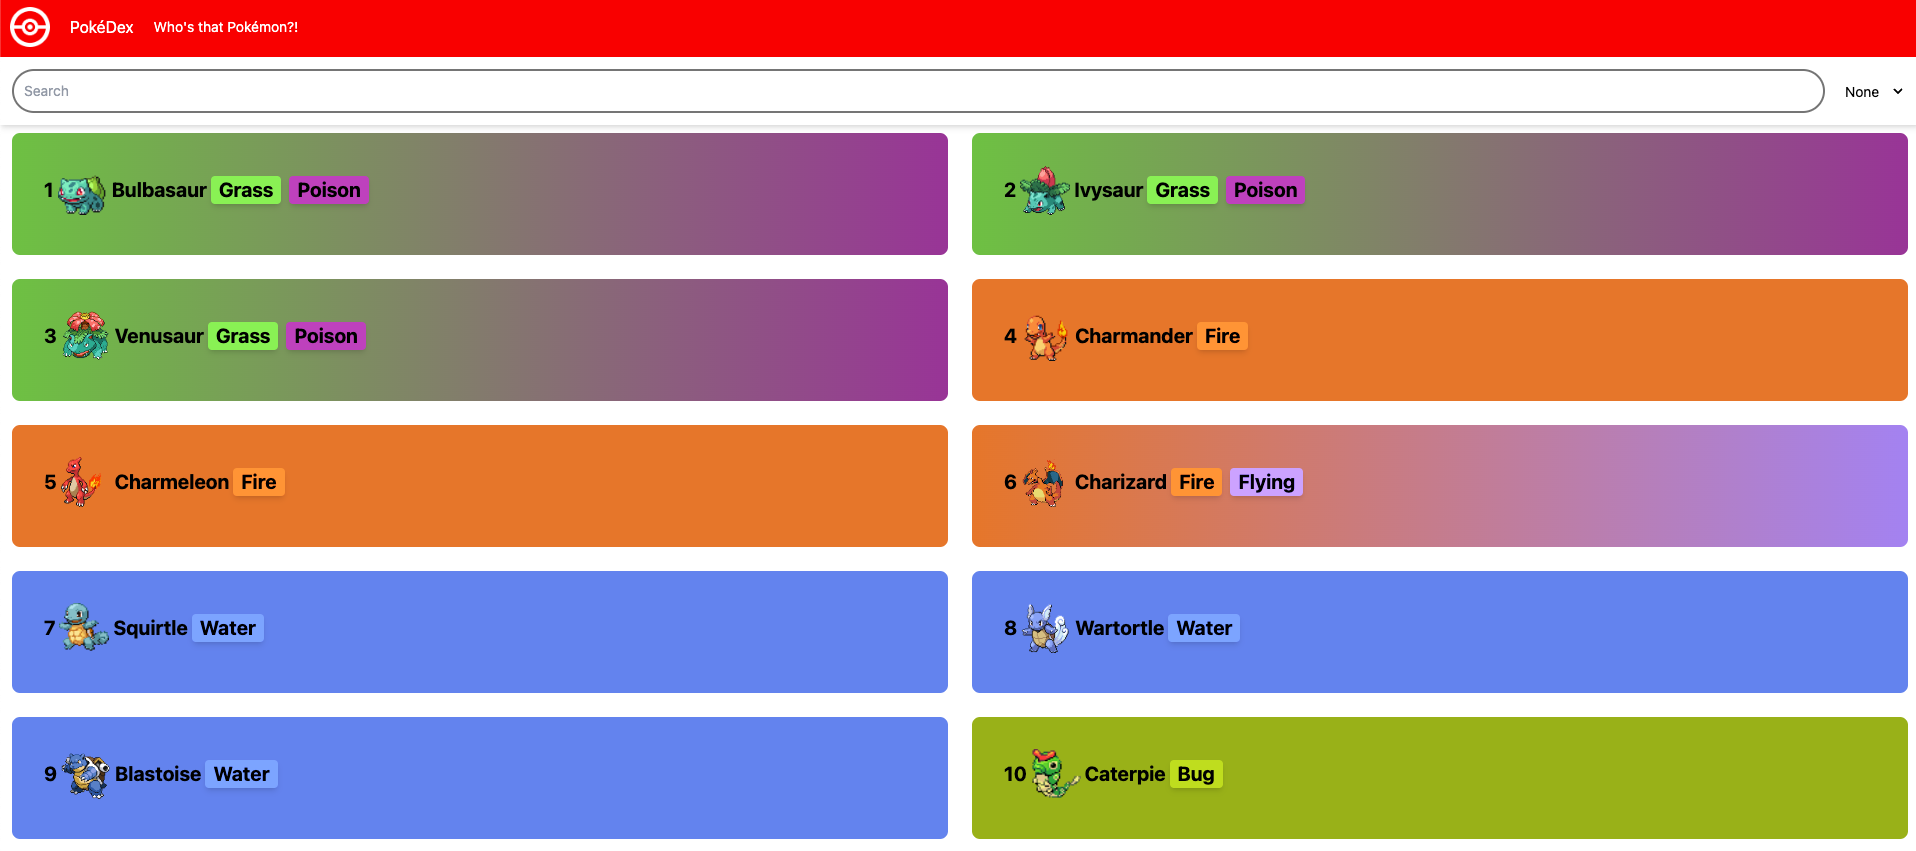 PokéDex Who's that Pokémon?!
Search None
1 Bulbasaur Grass Poison
2 Ivysaur Grass Poison
3 Venusaur Grass Poison
4 Charmander Fire
5 Charmeleon Fire
6 Charizard Fire Flying
7 Squirtle Water
8 Wartortle Water
9 Blastoise Water
10 Caterpie Bug